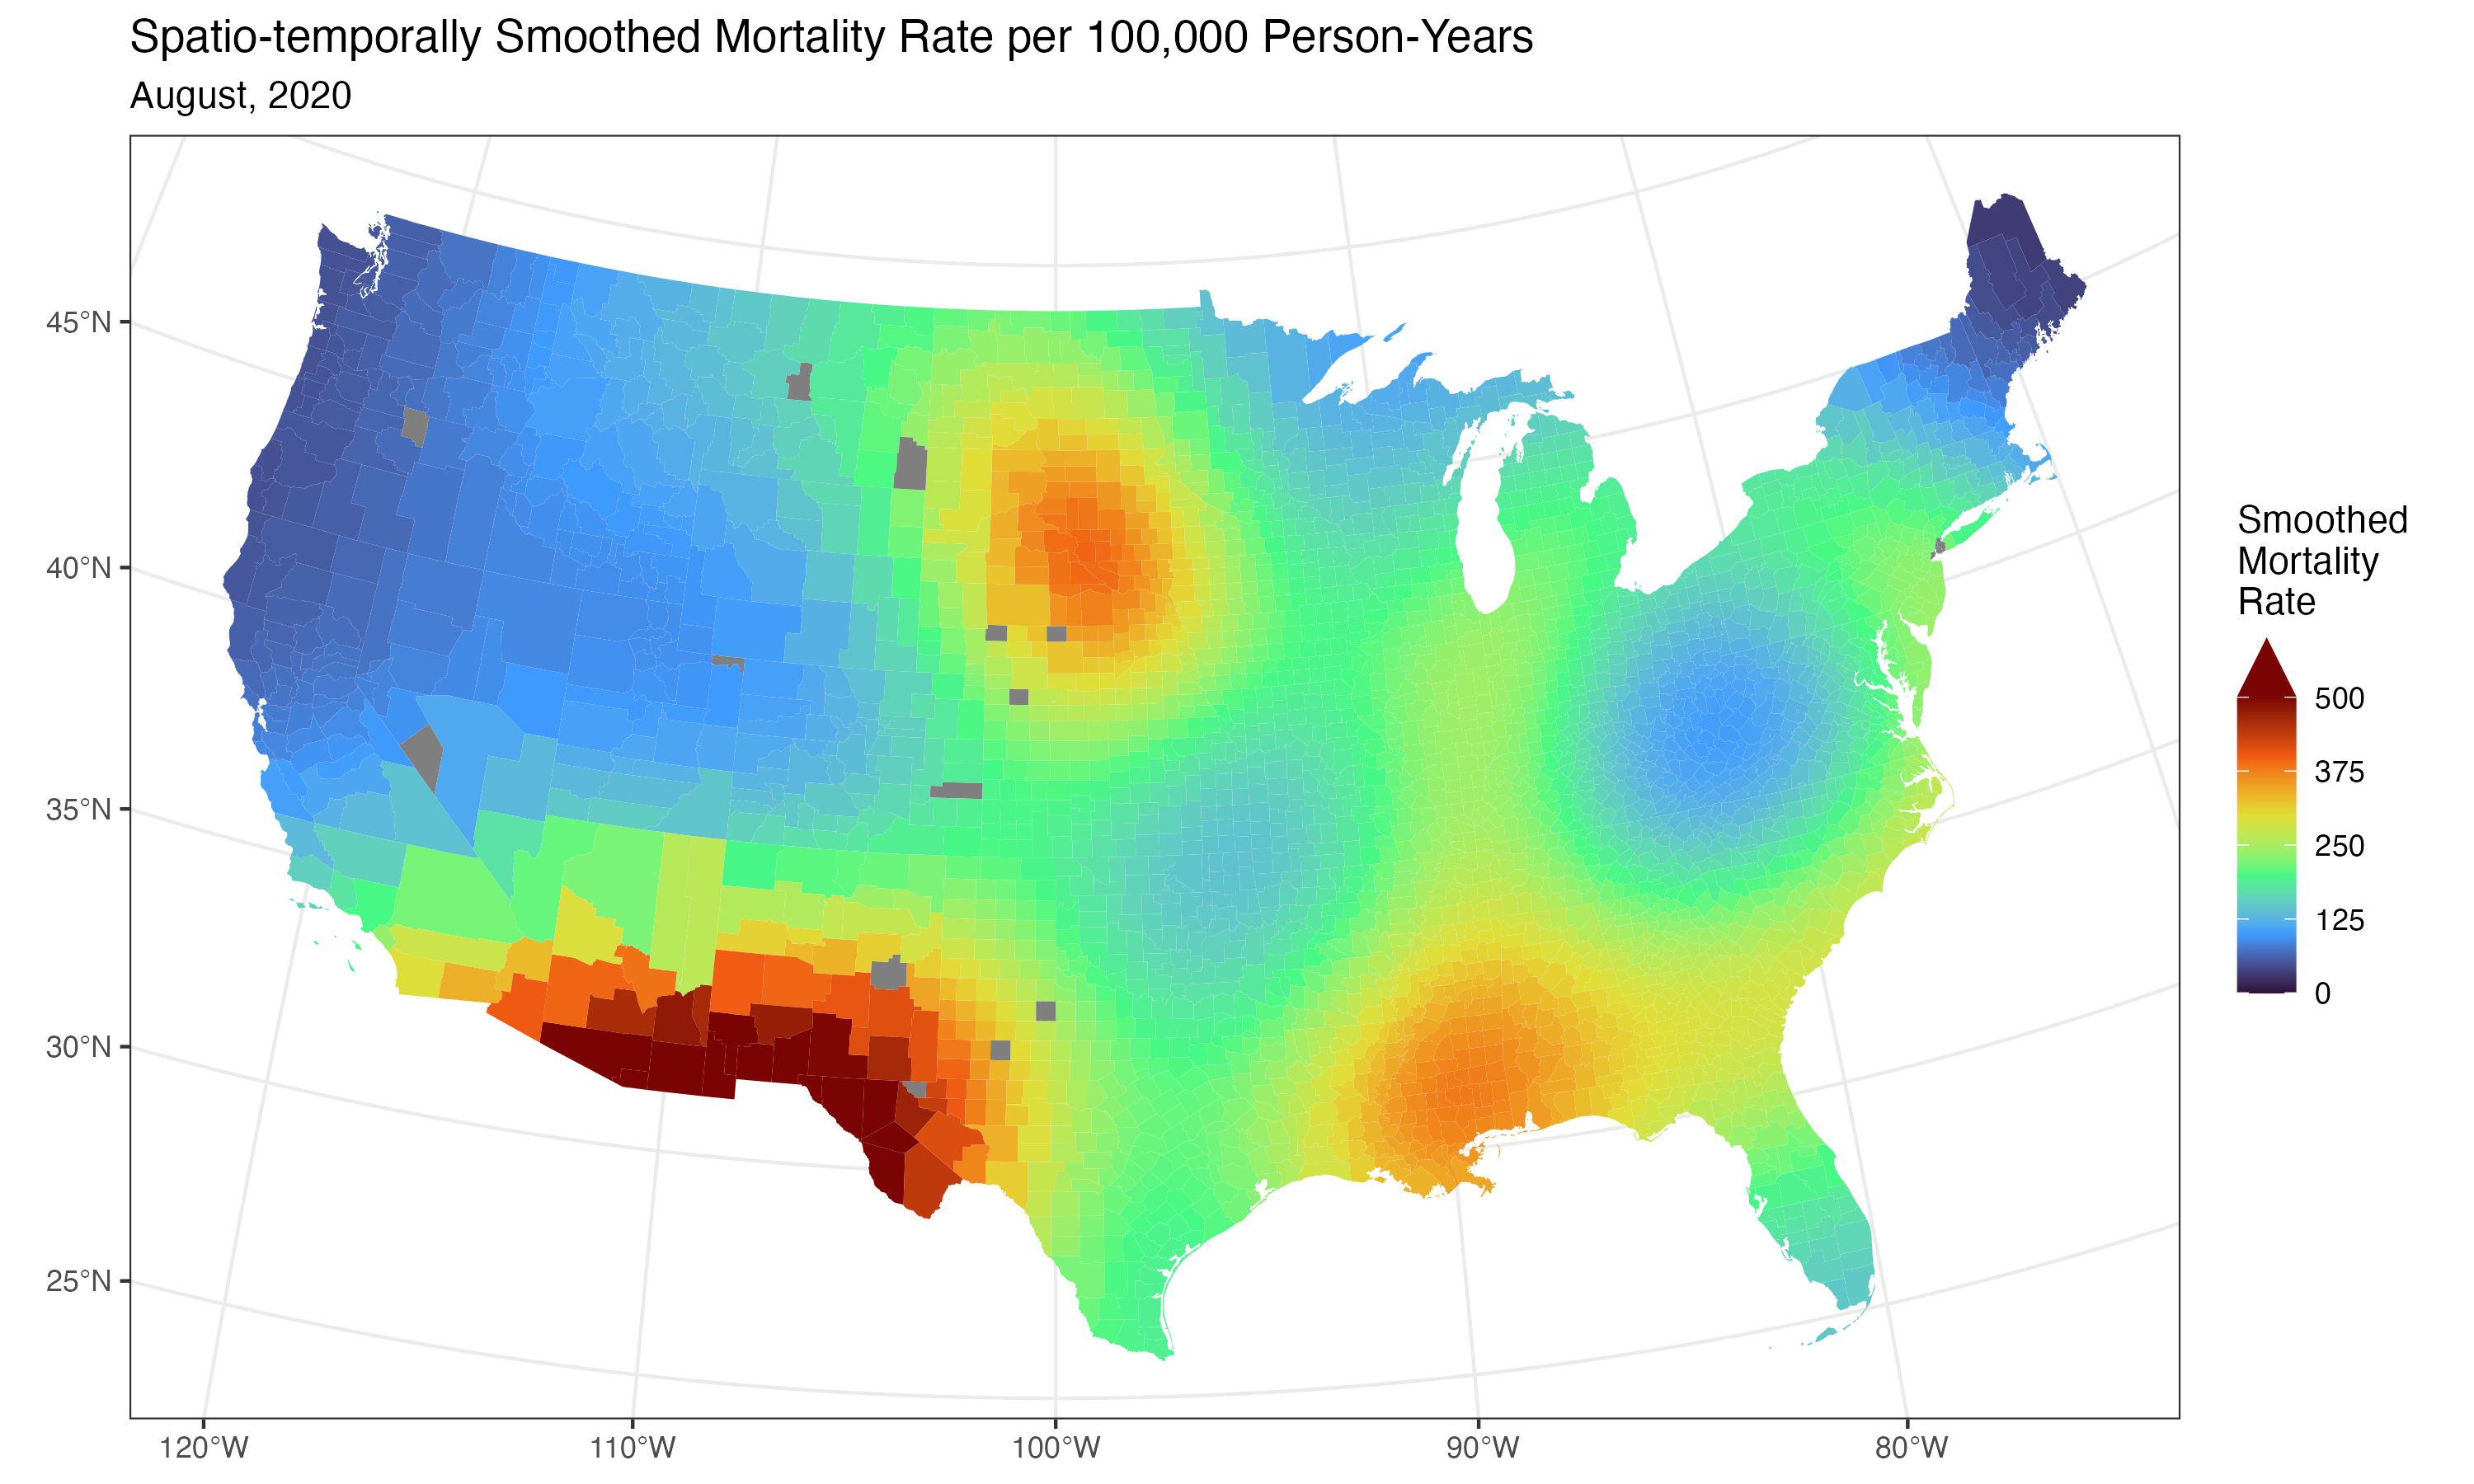 Spatio-temporally Smoothed Mortality Rate per 100,000 Person-Years
August, 2020
45°N
40°N
35°N
30°N
25°N
120°W
110°W
100°W
90°W
80°W
Smoothed
Mortality
Rate
500
375
250
125
0